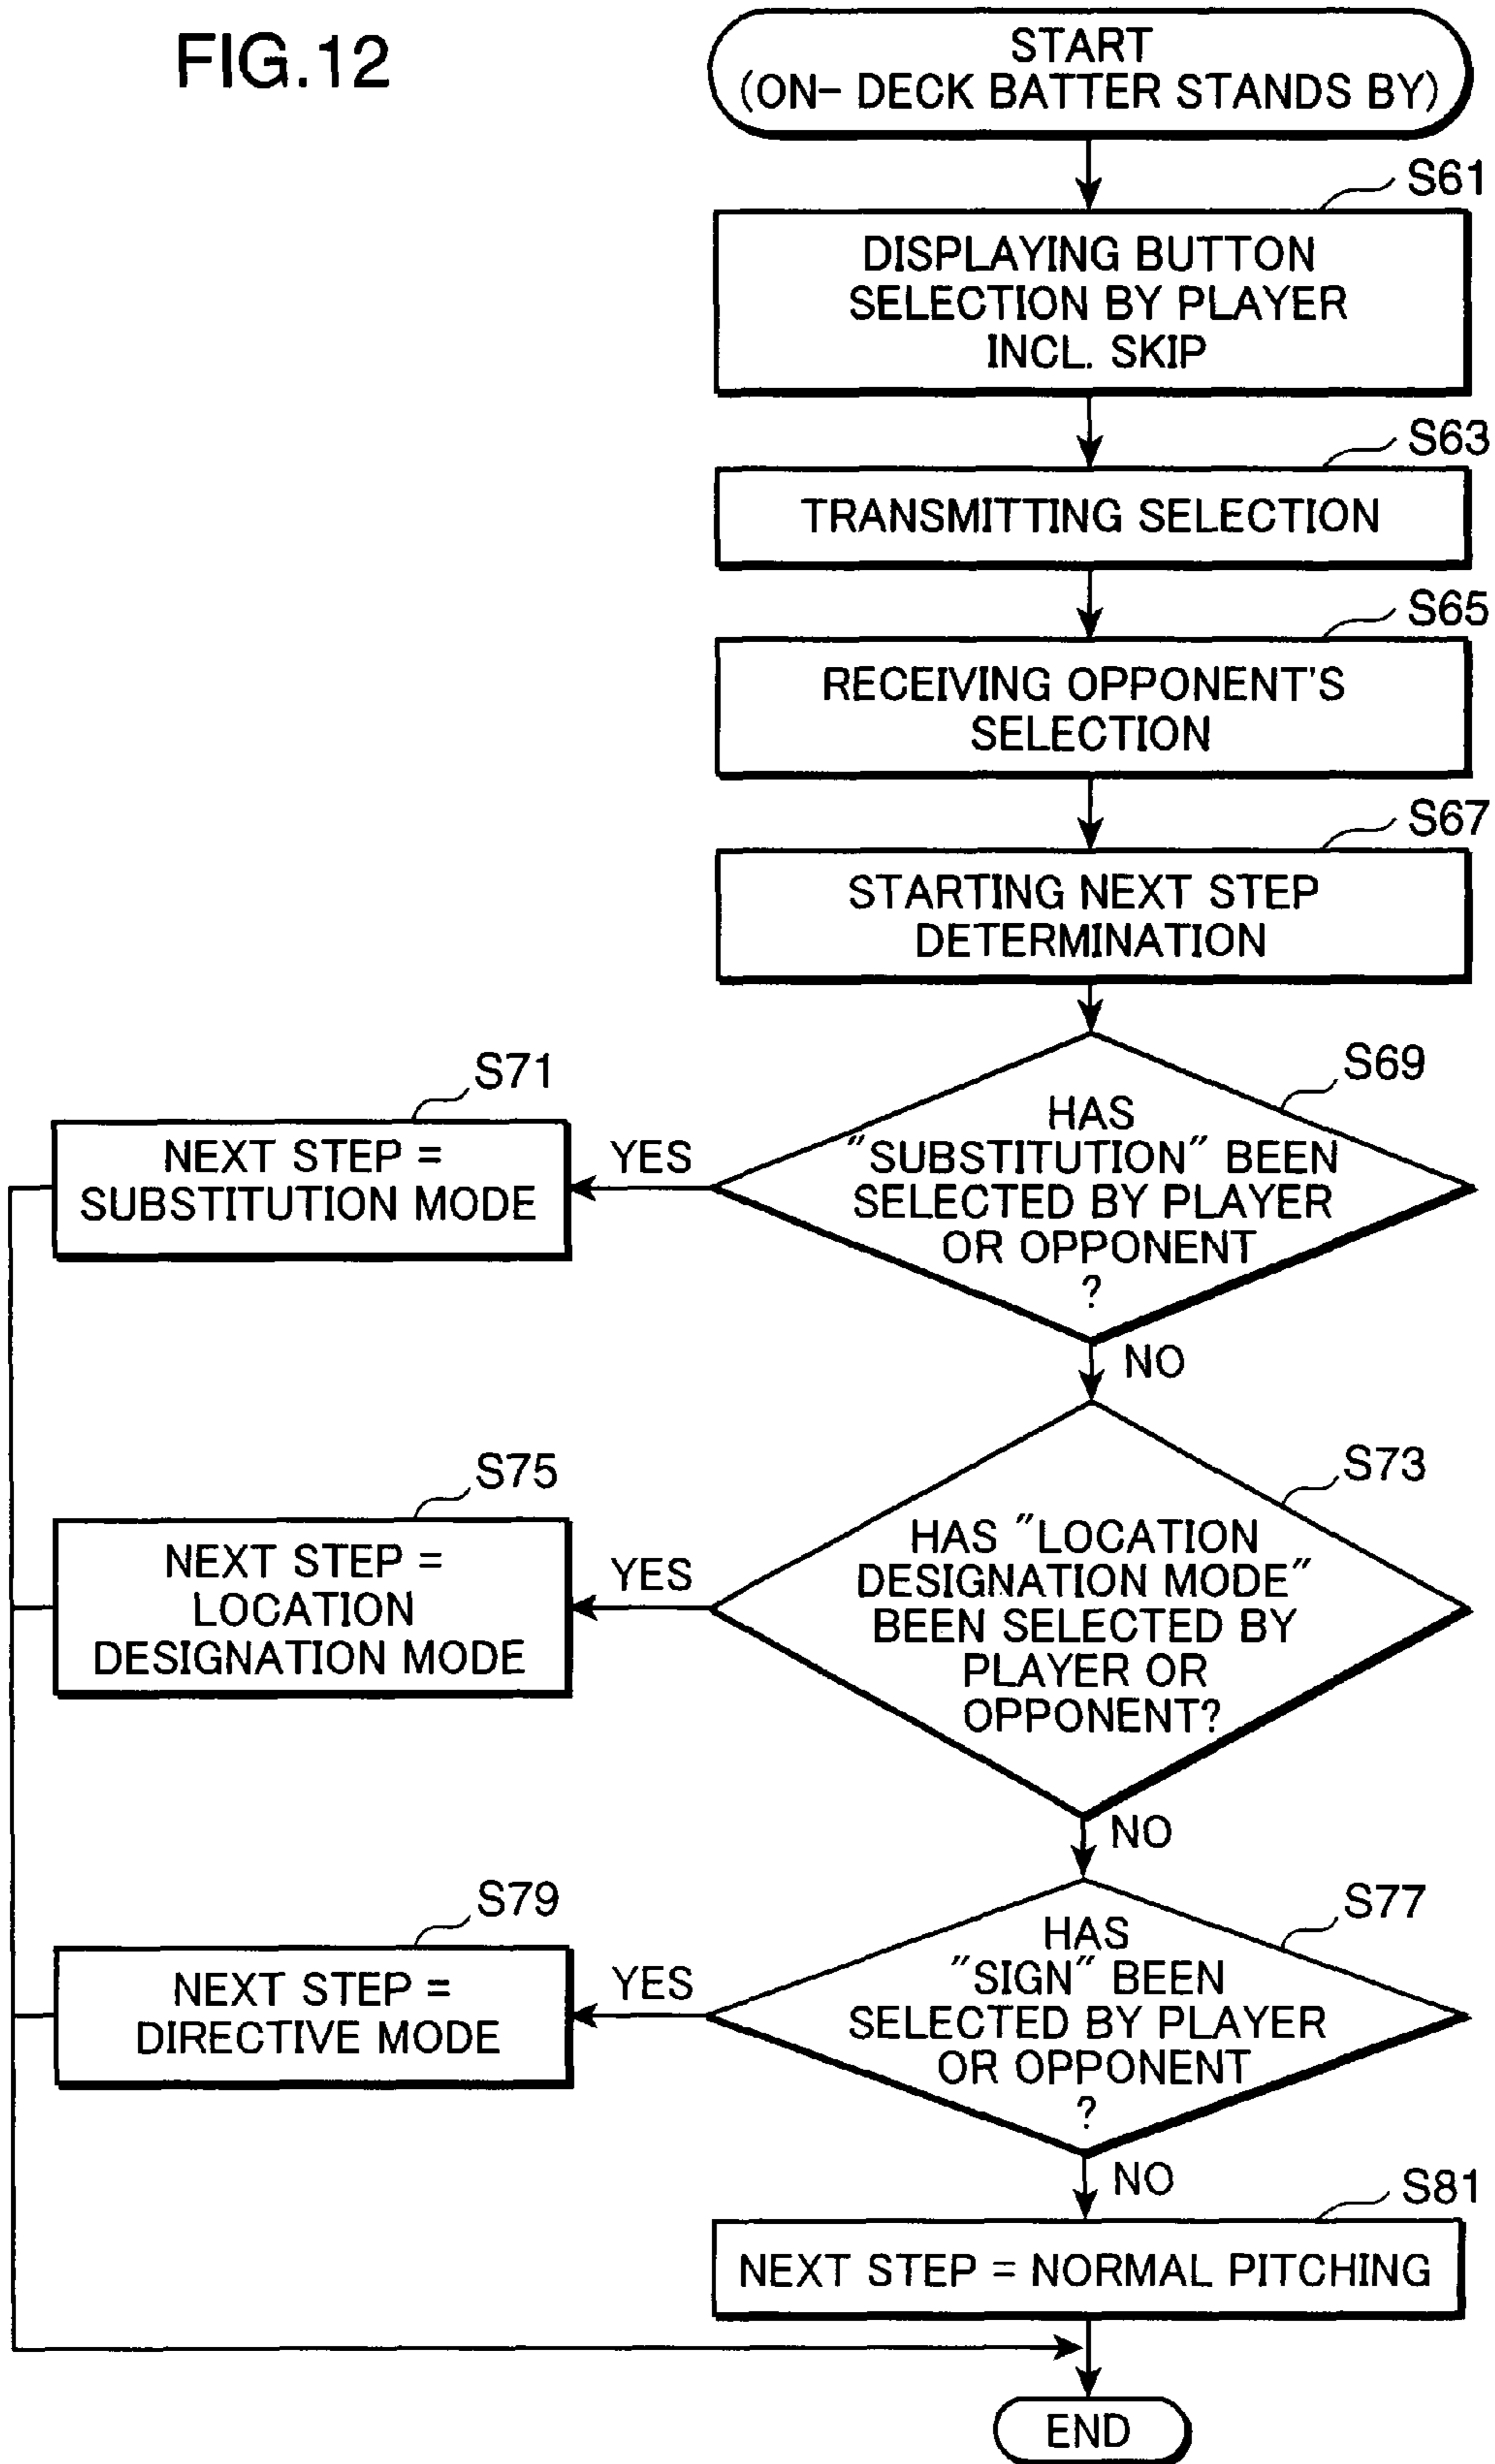 FIG.12
START
(ON- DECK BATTER STANDS BY)
S61
DISPLAYING BUTTON
SELECTION BY PLAYER
INCL. SKIP
S63
TRANSMITTING SELECTION
S65
RECEIVING OPPONENT'S
SELECTION
S67
STARTING NEXT STEP
DETERMINATION
S69
HAS
"SUBSTITUTION" BEEN
SELECTED BY PLAYER
OR OPPONENT
?
YES
S71
NEXT STEP =
SUBSTITUTION MODE
NO
S73
HAS "LOCATION
DESIGNATION MODE"
BEEN SELECTED BY
PLAYER OR
OPPONENT?
YES
S75
NEXT STEP =
LOCATION
DESIGNATION MODE
NO
S77
HAS
"SIGN" BEEN
SELECTED BY PLAYER
OR OPPONENT
?
YES
S79
NEXT STEP =
DIRECTIVE MODE
NO
S81
NEXT STEP = NORMAL PITCHING
END